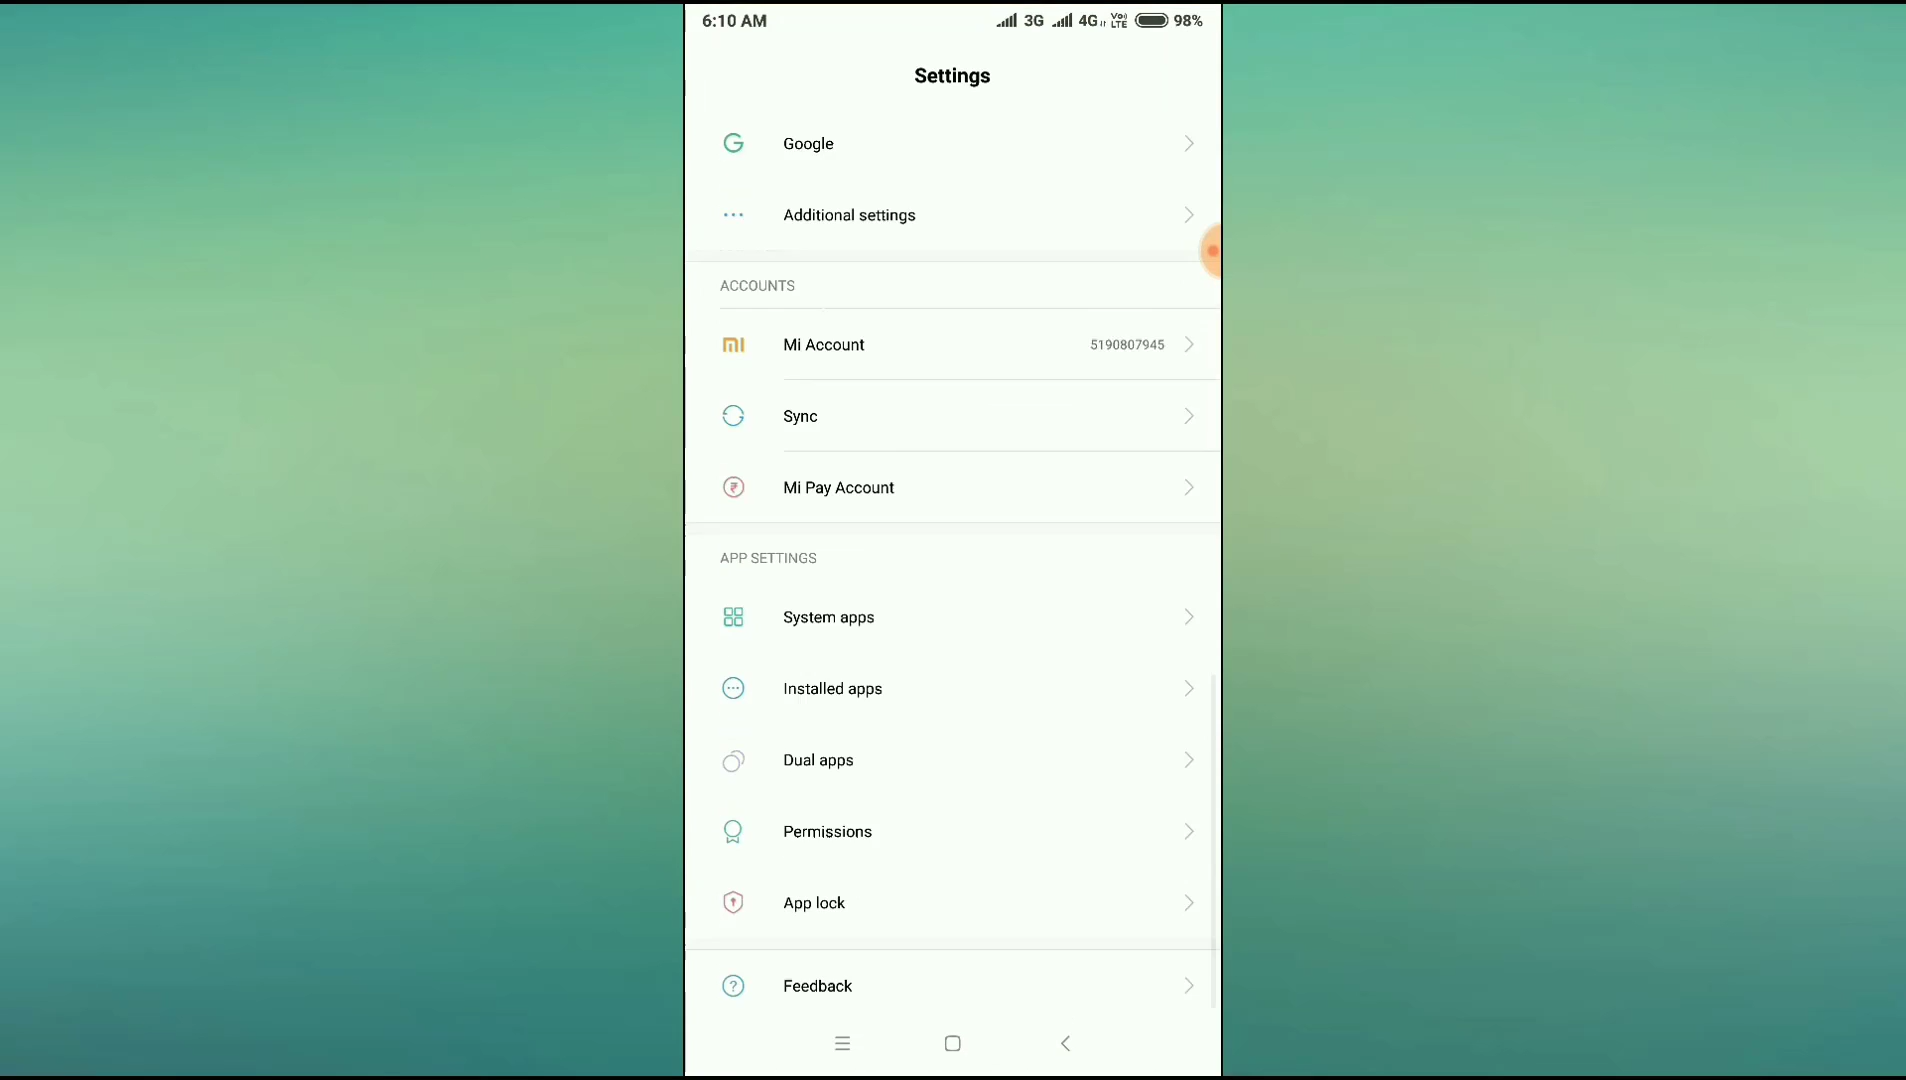 6:10 AM 3G 4G VoLTE 98%
Settings
Google
Additional settings
ACCOUNTS
Mi Account 5190807945
Sync
Mi Pay Account
APP SETTINGS
System apps
Installed apps
Dual apps
Permissions
App lock
Feedback